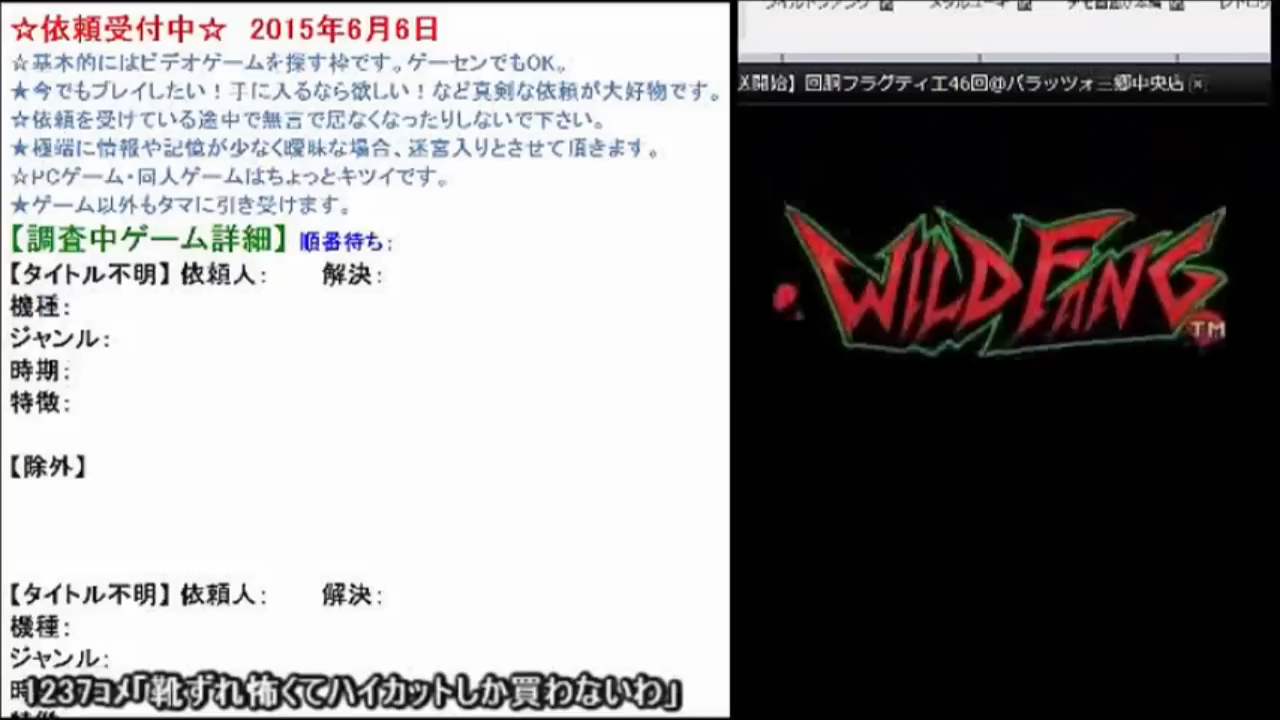 ☆依頼受付中☆ 2015年6月6日
☆基本的にはビデオゲームを探す枠です。ゲーセンでもOK。
★今でもプレイしたい！手に入るなら欲しい！など真剣な依頼が大好物です。
☆依頼を受けている途中で無言で居なくなったりしないで下さい。
★極端に情報や記憶が少なく曖昧な場合、迷宮入りとさせて頂きます。
☆PCゲーム・同人ゲームはちょっとキツイです。
★ゲーム以外もタマに引き受けます。
【調査中ゲーム詳細】 順番待ち：
【タイトル不明】 依頼人： 解決：
機種：
ジャンル：
時期：
特徴：
【除外】
【タイトル不明】 依頼人： 解決：
機種：
ジャンル：
1237ｺﾒ「靴ずれ怖くてハイカットしか買わないわ」
開始】 回胴フラグティエ46回@パラッツォ三郷中央店
WILD FANG
TM